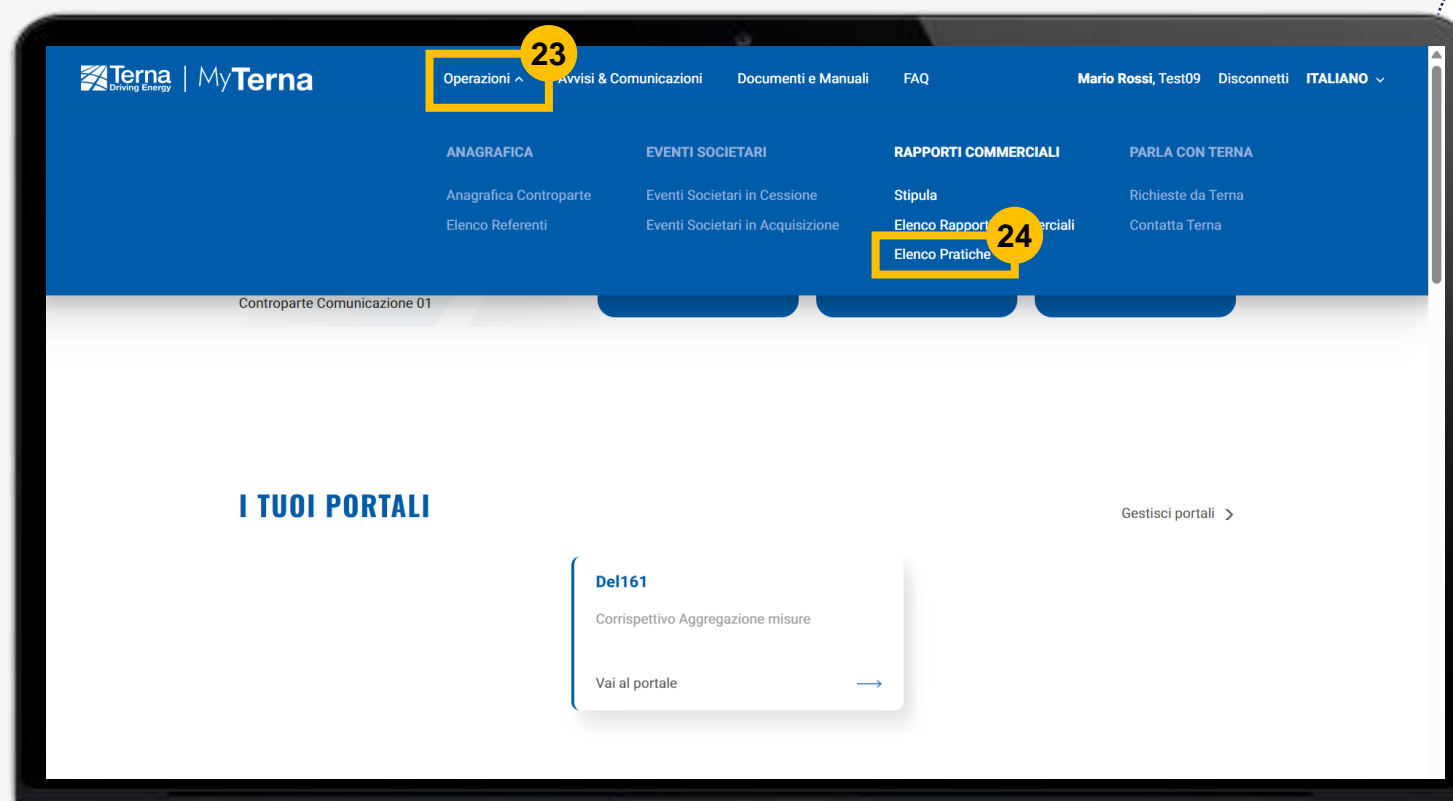 Terna
Driving Energy
MyTerna
Operazioni
Avvisi & Comunicazioni
Documenti e Manuali
FAQ
Mario Rossi, Test09
Disconnetti
ITALIANO
23
ANAGRAFICA
Anagrafica Controparte
Elenco Referenti
EVENTI SOCIETARI
Eventi Societari in Cessione
Eventi Societari in Acquisizione
RAPPORTI COMMERCIALI
Stipula
Elenco Rapporti erciali
24
Elenco Pratiche
PARLA CON TERNA
Richieste da Terna
Contatta Terna
Controparte Comunicazione 01
I TUOI PORTALI
Gestisci portali
Del161
Corrispettivo Aggregazione misure
Vai al portale